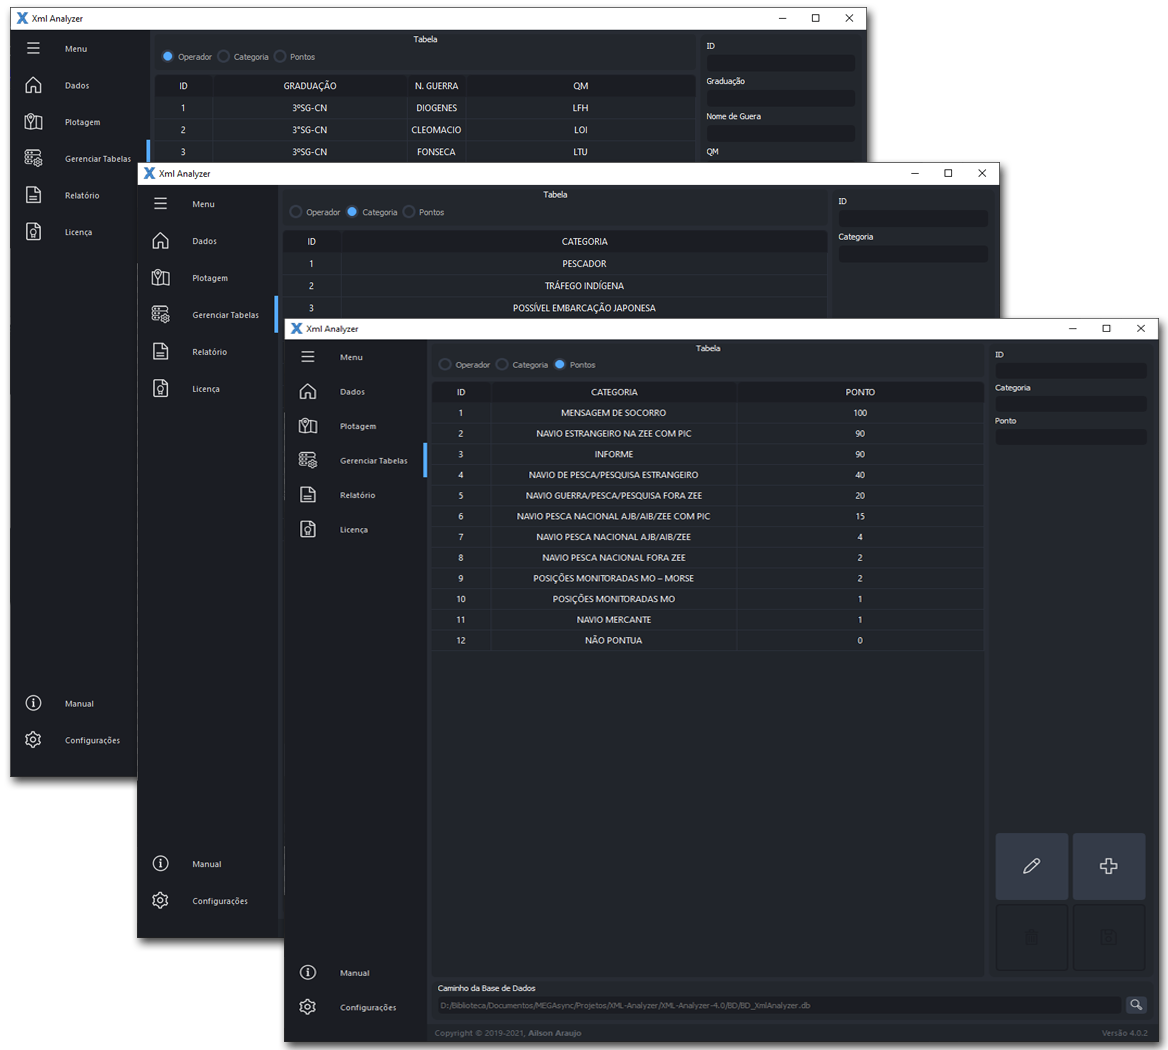 Xml Analyzer
Menu
Dados
Plotagem
Gerenciar Tabelas
Relatório
Licença
Manual
Configurações
Tabela
Operador Categoria Pontos
ID GRADUAÇÃO N. GUERRA QM
1 3ºSG-CN DIOGENES LFH
2 3°SG-CN CLEOMACIO LOI
3 3ºSG-CN FONSECA LTU
ID
Graduação
Nome de Guera
QM
Xml Analyzer
Menu
Dados
Plotagem
Gerenciar Tabelas
Relatório
Licença
Manual
Configurações
Tabela
Operador Categoria Pontos
ID CATEGORIA
1 PESCADOR
2 TRÁFEGO INDÍGENA
3 POSSÍVEL EMBARCAÇÃO JAPONESA
ID
Categoria
Xml Analyzer
Menu
Dados
Plotagem
Gerenciar Tabelas
Relatório
Licença
Manual
Configurações
Tabela
Operador Categoria Pontos
ID CATEGORIA PONTO
1 MENSAGEM DE SOCORRO 100
2 NAVIO ESTRANGEIRO NA ZEE COM PIC 90
3 INFORME 90
4 NAVIO DE PESCA/PESQUISA ESTRANGEIRO 40
5 NAVIO GUERRA/PESCA/PESQUISA FORA ZEE 20
6 NAVIO PESCA NACIONAL AJB/AIB/ZEE COM PIC 15
7 NAVIO PESCA NACIONAL AJB/AIB/ZEE 4
8 NAVIO PESCA NACIONAL FORA ZEE 2
9 POSIÇÕES MONITORADAS MO – MORSE 2
10 POSIÇÕES MONITORADAS MO 1
11 NAVIO MERCANTE 1
12 NÃO PONTUA 0
ID
Categoria
Ponto
Caminho da Base de Dados
D:/Biblioteca/Documentos/MEGAsync/Projetos/XML-Analyzer/XML-Analyzer-4.0/BD/BD_XmlAnalyzer.db
Copyright © 2019-2021, Ailson Araujo
Versão 4.0.2